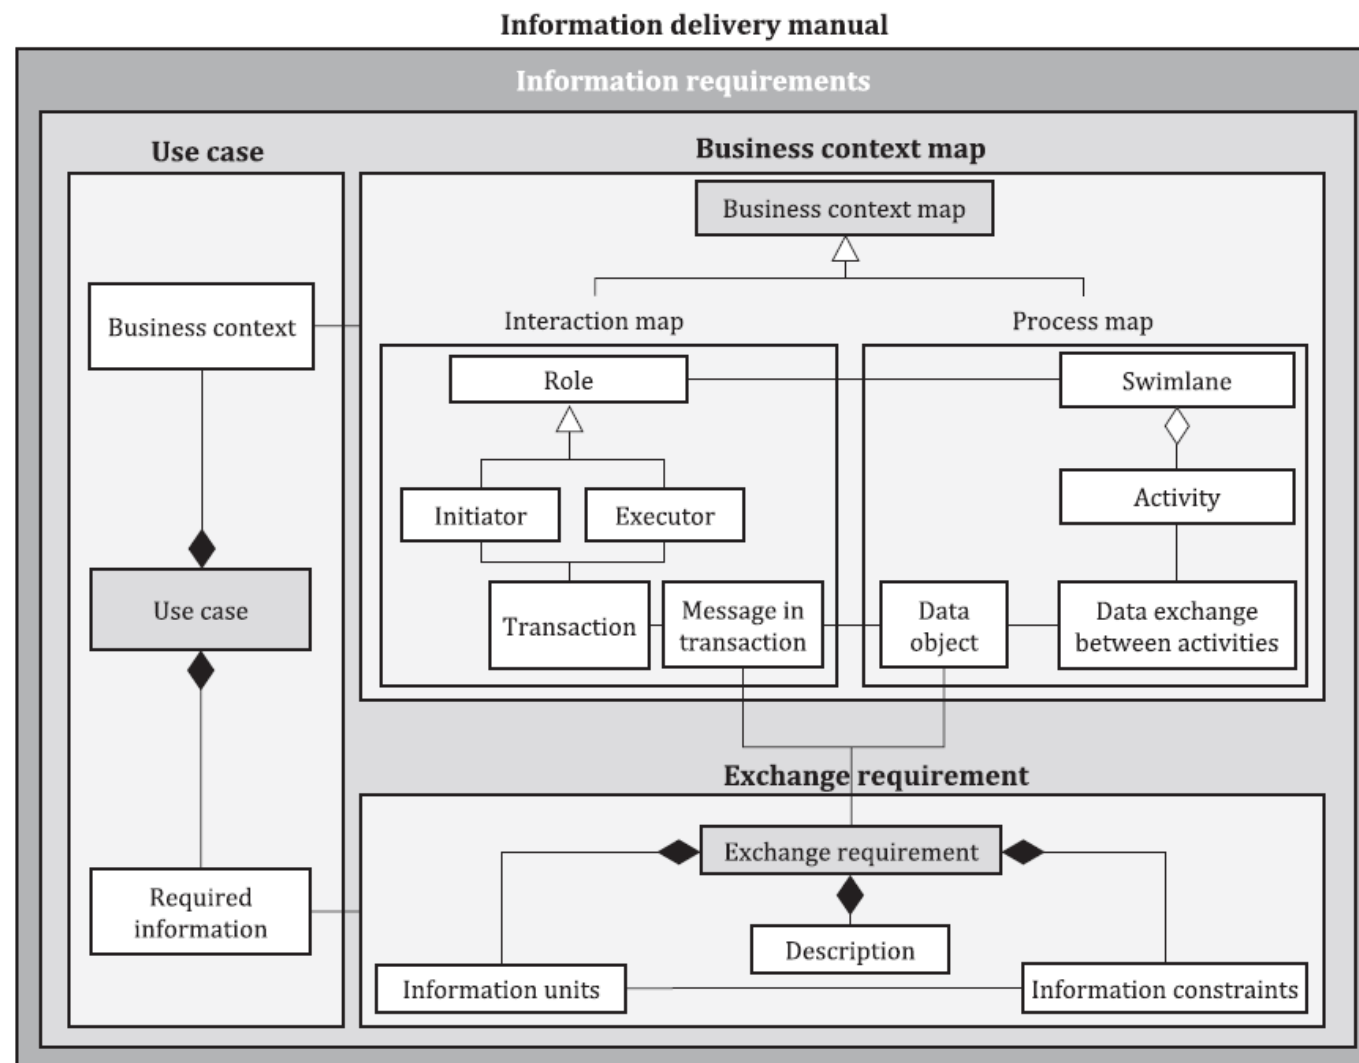 Information delivery manual
Information requirements
Use case
Business context map
Business context map
Business context
Interaction map
Process map
Role
Swimlane
Initiator
Executor
Activity
Use case
Transaction
Message in
transaction
Data
object
Data exchange
between activities
Exchange requirement
Exchange requirement
Required
information
Description
Information units
Information constraints